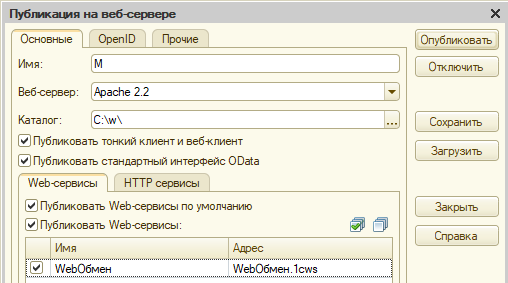 Публикация на веб-сервере
Основные OpenID Прочие
Опубликовать
Имя: M
Отключить
Веб-сервер: Apache 2.2
Каталог: C:\w\ ...
Сохранить
Публиковать тонкий клиент и веб-клиент
Загрузить
Публиковать стандартный интерфейс OData
Web-сервисы HTTP сервисы
Публиковать Web-сервисы по умолчанию
Закрыть
Публиковать Web-сервисы:
Справка
Имя Адрес
WebОбмен WebОбмен.1cws